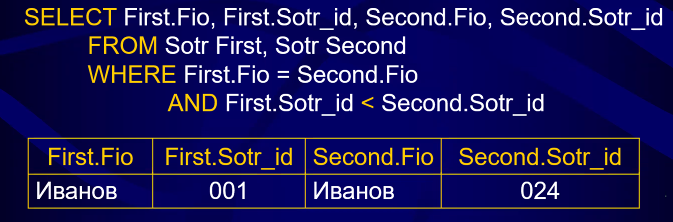 SELECT First.Fio, First.Sotr_id, Second.Fio, Second.Sotr_id
FROM Sotr First, Sotr Second
WHERE First.Fio = Second.Fio
AND First.Sotr_id < Second.Sotr_id
First.Fio First.Sotr_id Second.Fio Second.Sotr_id
Иванов 001 Иванов 024